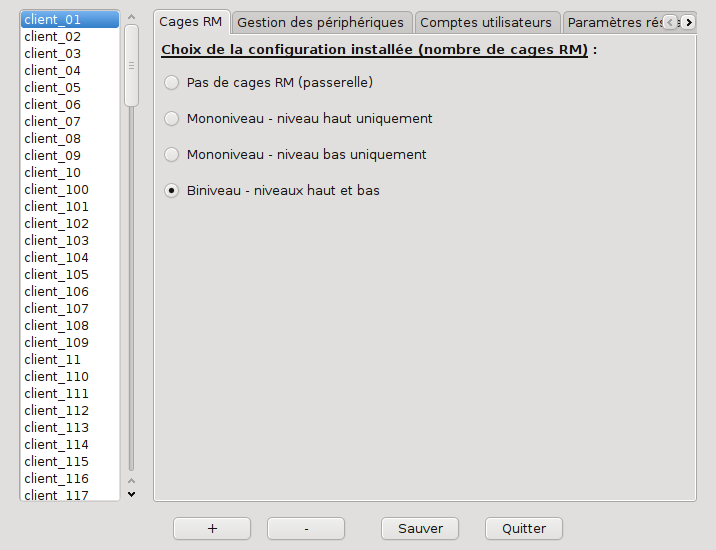 client_01
client_02
client_03
client_04
client_05
client_06
client_07
client_08
client_09
client_10
client_100
client_101
client_102
client_103
client_104
client_105
client_106
client_107
client_108
client_109
client_11
client_110
client_111
client_112
client_113
client_114
client_115
client_116
client_117
Cages RM
Gestion des périphériques
Comptes utilisateurs
Paramètres
Choix de la configuration installée (nombre de cages RM) :
Pas de cages RM (passerelle)
Mononiveau - niveau haut uniquement
Mononiveau - niveau bas uniquement
Biniveau - niveaux haut et bas
+
-
Sauver
Quitter